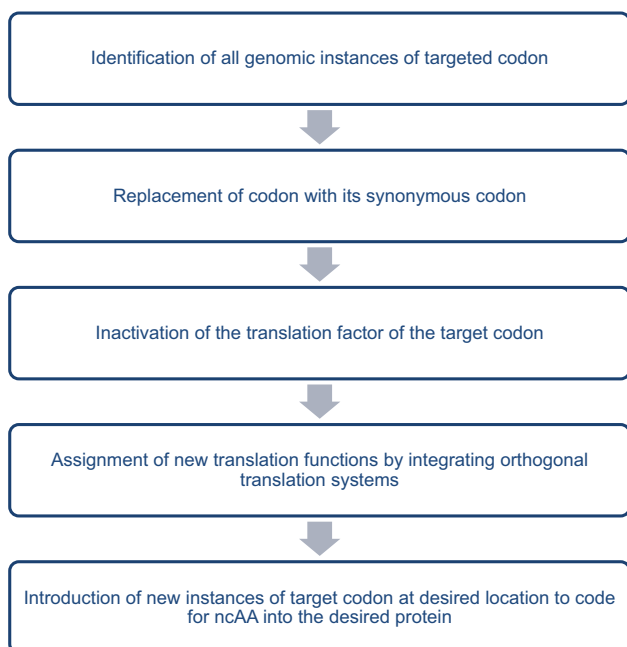 Identification of all genomic instances of targeted codon
Replacement of codon with its synonymous codon
Inactivation of the translation factor of the target codon
Assignment of new translation functions by integrating orthogonal
translation systems
Introduction of new instances of target codon at desired location to code
for ncAA into the desired protein